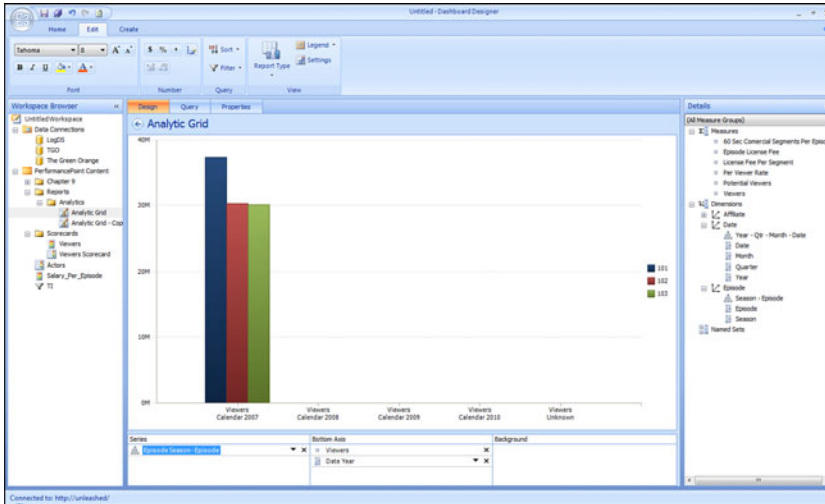 Untitled - Dashboard Designer
Home Edit Create
Tahoma 8 A A
B I U A
Font
$ %
Number
Sort
Filter
Query
Report Type
Legend
Settings
View
Workspace Browser
Untitled Workspace
Data Connections
LogDS
TGO
The Green Orange
PerformancePoint Content
Chapter 9
Reports
Analytics
Analytic Grid
Analytic Grid - Cop
Scorecards
Viewers
Viewers Scorecard
Actors
Salary_Per_Episode
TI
Design Query Properties
Analytic Grid
40M
30M
20M
10M
0M
101
102
103
Viewers
Calendar 2007
Viewers
Calendar 2008
Viewers
Calendar 2009
Viewers
Calendar 2010
Viewers
Unknown
Series
Episode Season - Episode
Bottom Axis
Viewers
Date Year
Background
Details
(All Measure Groups)
Measures
60 Sec Comercial Segments Per Episo
Episode License Fee
License Fee Per Segment
Per Viewer Rate
Potential Viewers
Viewers
Dimensions
Affiliate
Date
Year - Qtr - Month - Date
Date
Month
Quarter
Year
Episode
Season - Episode
Episode
Season
Named Sets
Connected to: http://unleashed/